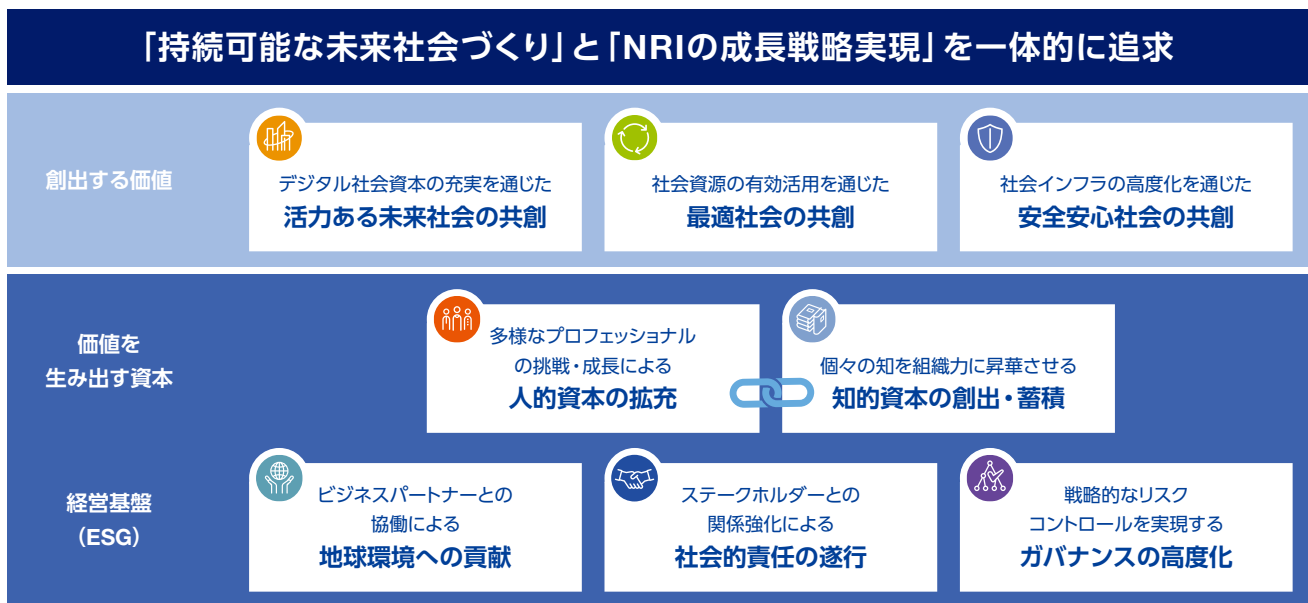 「持続可能な未来社会づくり」と「NRIの成長戦略実現」を一体的に追求
創出する価値
デジタル社会資本の充実を通じた
活力ある未来社会の共創
社会資源の有効活用を通じた
最適社会の共創
社会インフラの高度化を通じた
安全安心社会の共創
価値を
生み出す資本
多様なプロフェッショナル
の挑戦・成長による
人的資本の拡充
個々の知を組織力に昇華させる
知的資本の創出・蓄積
経営基盤
（ESG）
ビジネスパートナーとの
協働による
地球環境への貢献
ステークホルダーとの
関係強化による
社会的責任の遂行
戦略的なリスク
コントロールを実現する
ガバナンスの高度化